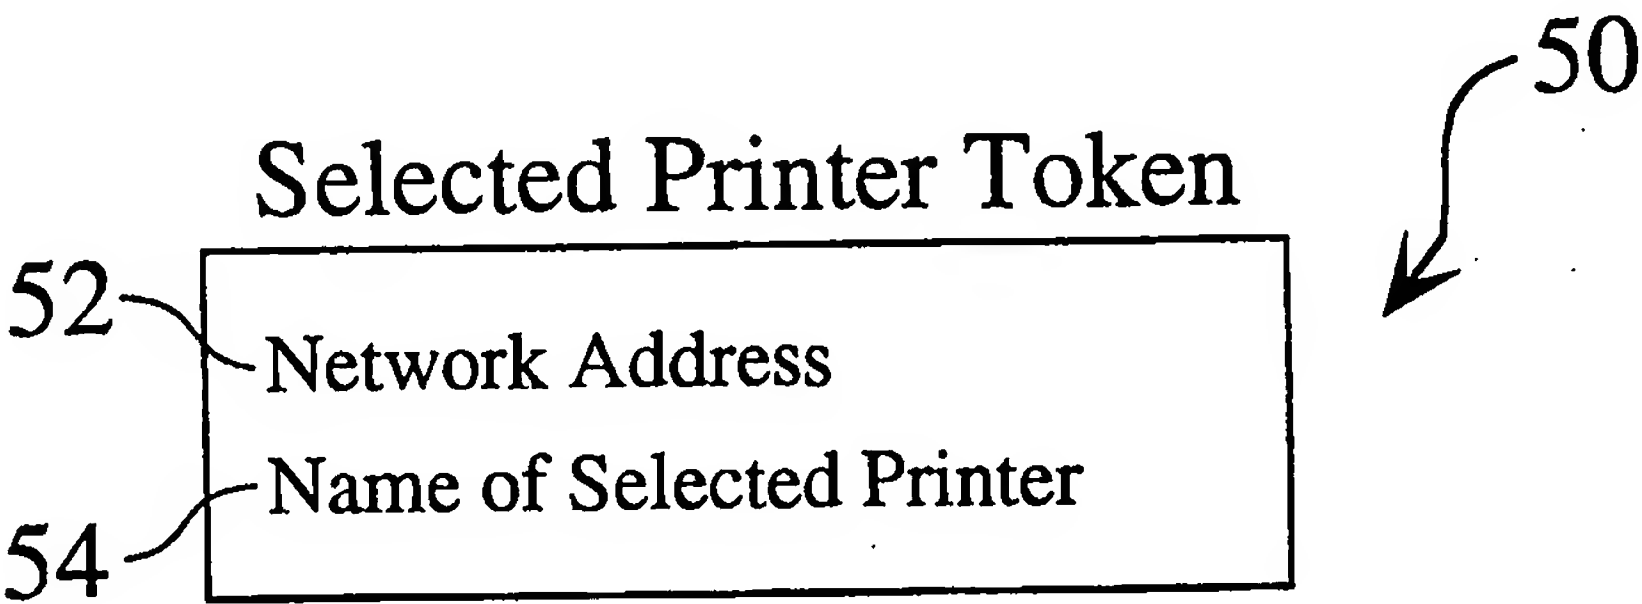 50
Selected Printer Token
52
Network Address
Name of Selected Printer
54